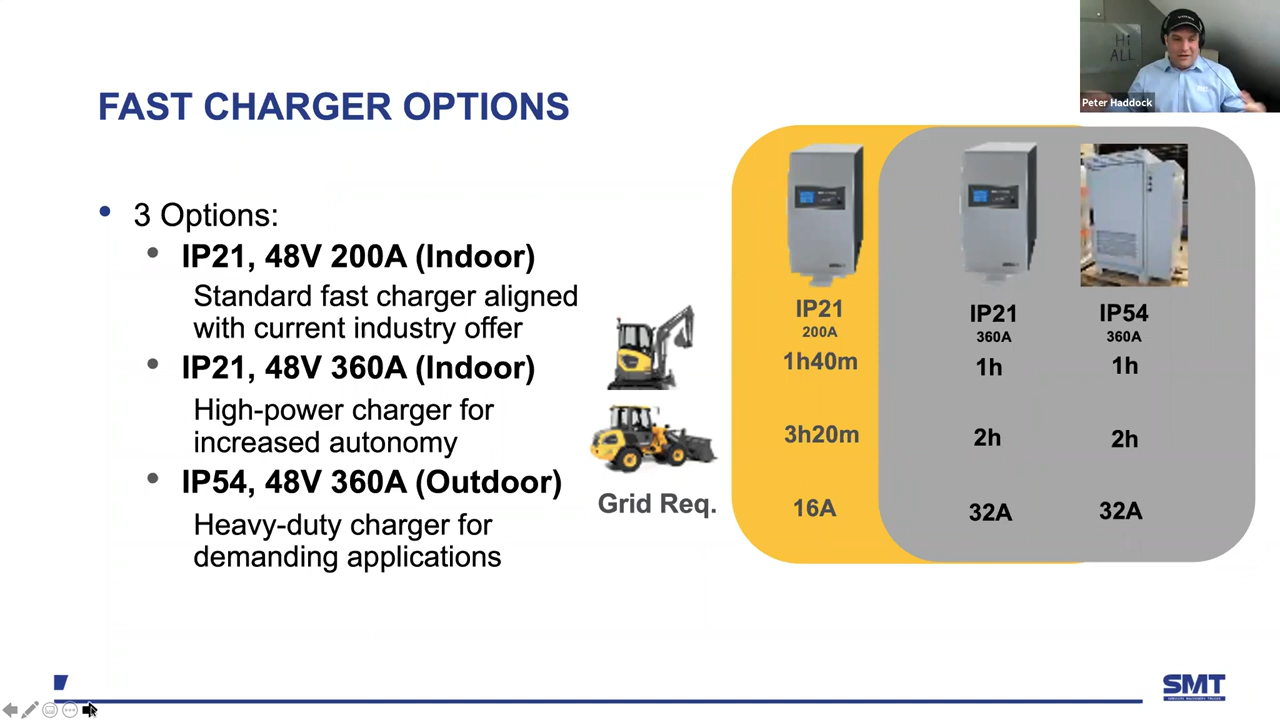 Hi
ALL
Peter Haddock
FAST CHARGER OPTIONS
• 3 Options:
• IP21, 48V 200A (Indoor)
Standard fast charger aligned
with current industry offer
• IP21, 48V 360A (Indoor)
High-power charger for
increased autonomy
• IP54, 48V 360A (Outdoor)
Heavy-duty charger for
demanding applications
IP21 IP21 IP54
200A 360A 360A
1h40m 1h 1h
3h20m 2h 2h
Grid Req. 16A 32A 32A
SMT